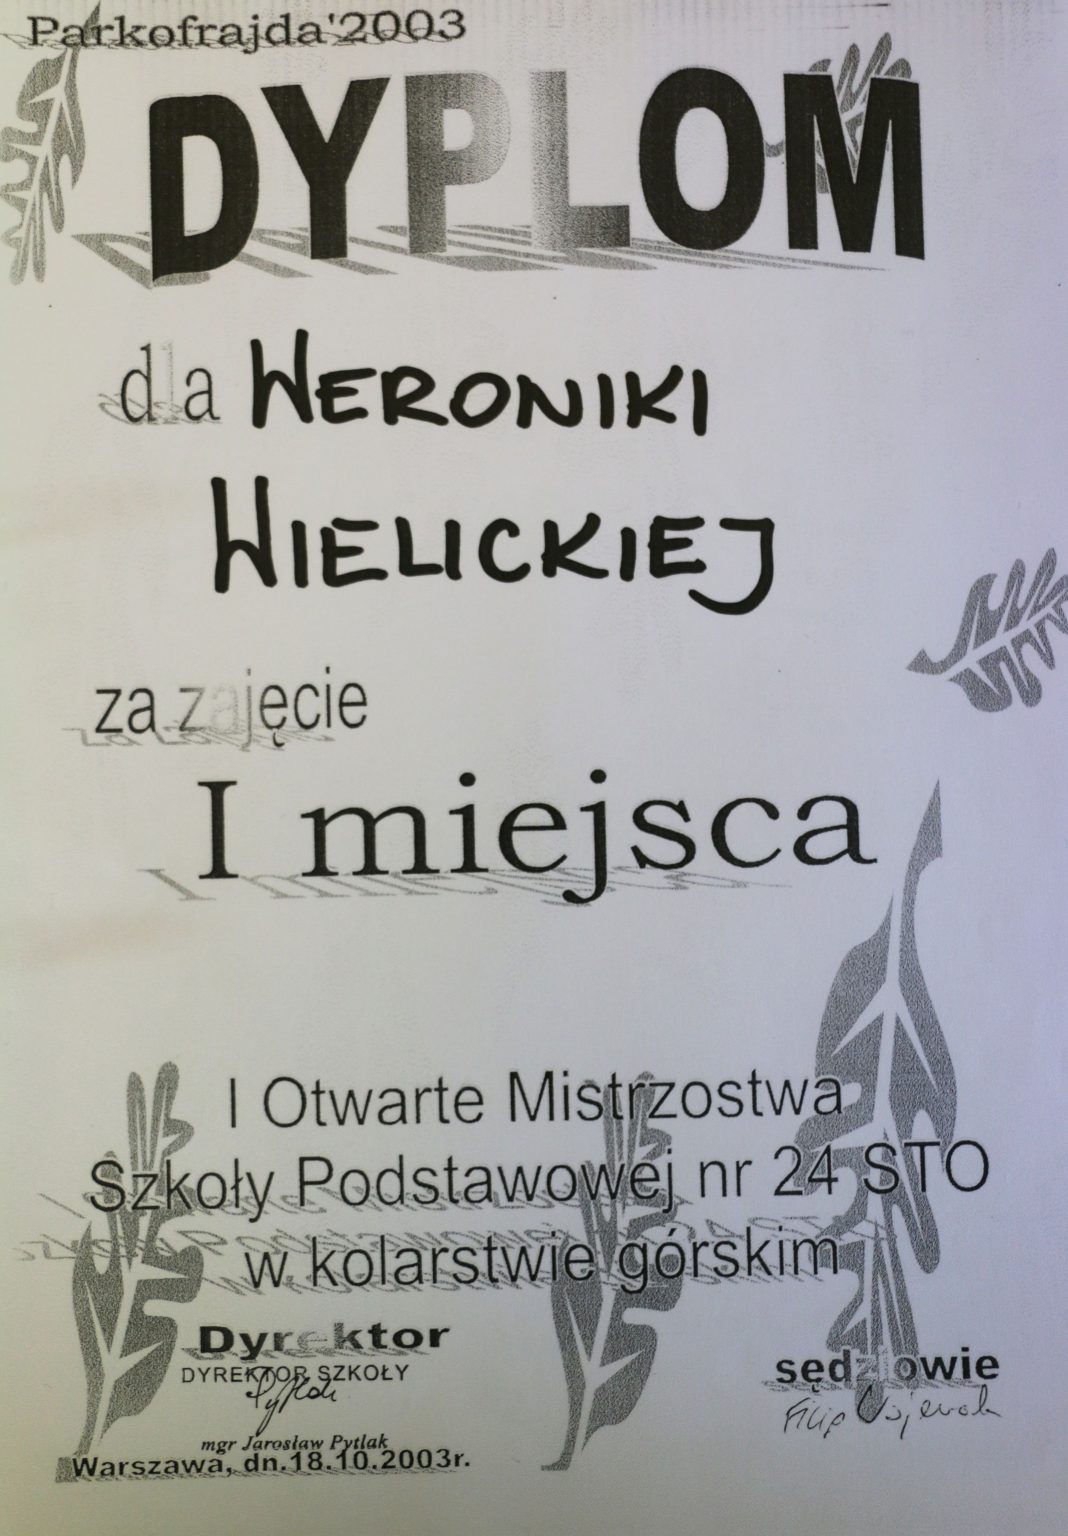 Parkofrajda'2003
DYPLOM
dla WERONIKI
WIELICKIEJ
za zajęcie
I miejsca
I Otwarte Mistrzostwa
Szkoły Podstawowej nr 24 STO
w kolarstwie górskim
Dyrektor
DYREKTOR SZKOŁY
mgr Jarosław Pytlak
Warszawa, dn.18.10.2003r.
sędziowie
Filip